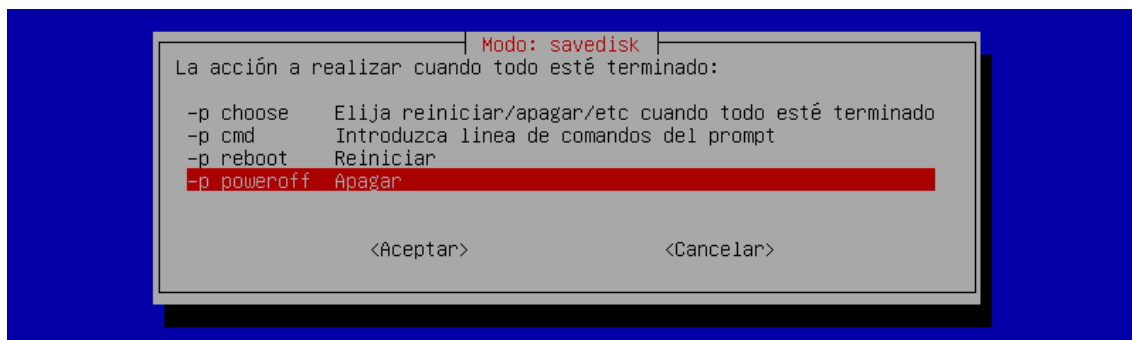 Modo: savedisk
La acción a realizar cuando todo esté terminado:
-p choose Elija reiniciar/apagar/etc cuando todo esté terminado
-p cmd Introduzca linea de comandos del prompt
-p reboot Reiniciar
-p poweroff Apagar
<Aceptar> <Cancelar>